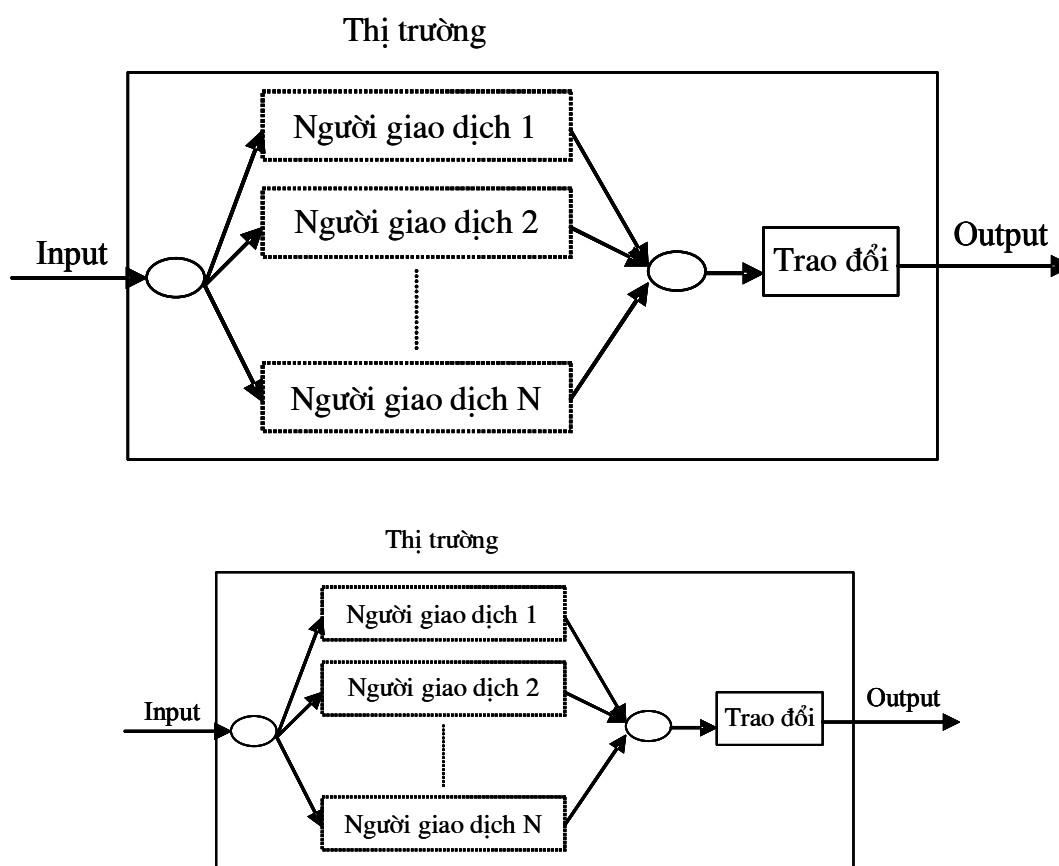 Thị trường
Người giao dịch 1
Người giao dịch 2
Input
Trao đổi
Output
Người giao dịch N
Thị trường
Người giao dịch 1
Người giao dịch 2
Input
Trao đổi
Output
Người giao dịch N